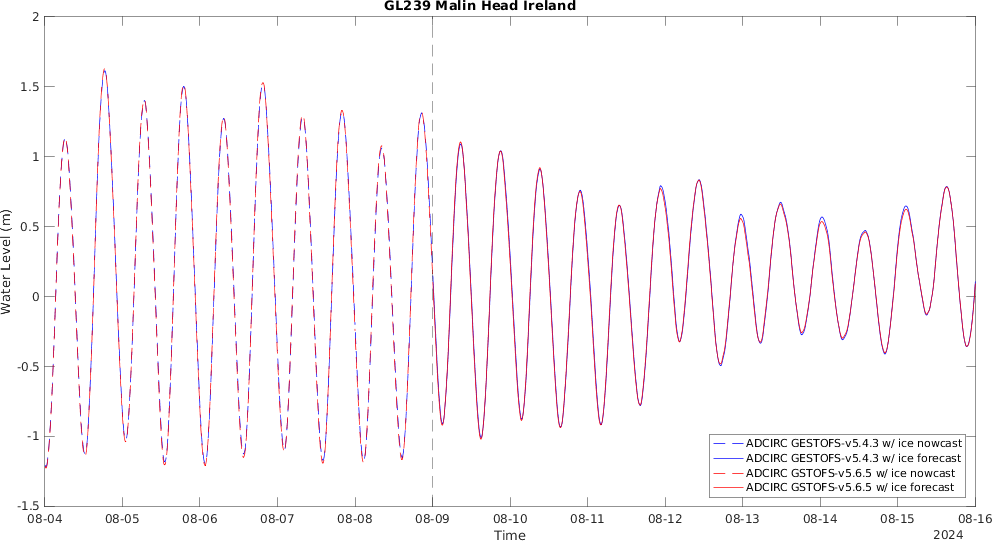 GL239 Malin Head Ireland
2
1.5
1
0.5
0
-0.5
-1
-1.5
Water Level (m)
ADCIRC GESTOFS-v5.4.3 w/ ice nowcast
ADCIRC GESTOFS-v5.4.3 w/ ice forecast
ADCIRC GSTOFS-v5.6.5 w/ ice nowcast
ADCIRC GSTOFS-v5.6.5 w/ ice forecast
08-04 08-05 08-06 08-07 08-08 08-09 08-10 08-11 08-12 08-13 08-14 08-15 08-16
Time
2024